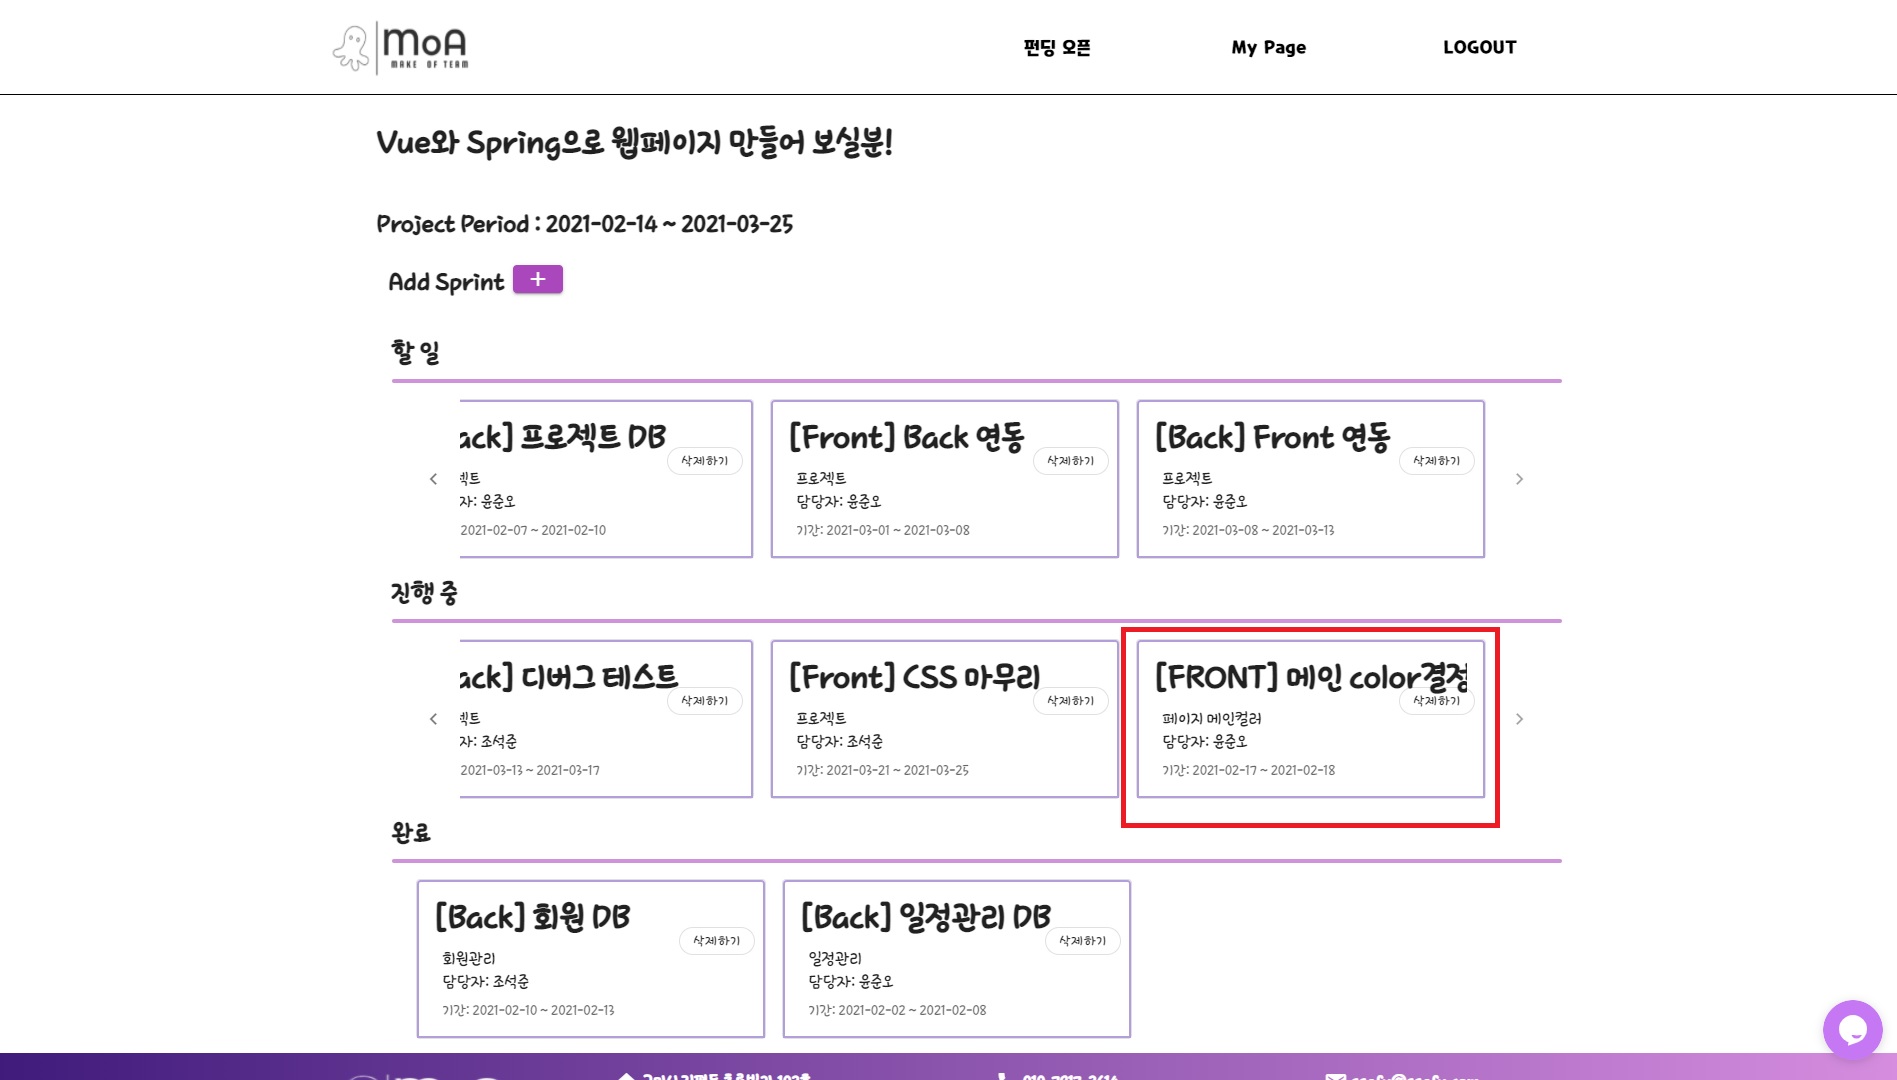 MoA
MAKE OF TEAM
펀딩 오픈
My Page
LOGOUT
Vue와 Spring으로 웹페이지 만들어 보실분!
Project Period : 2021-02-14 ~ 2021-03-25
Add Sprint +
할 일
ack] 프로젝트 DB
삭제하기
젝트
자: 윤준오
2021-02-07 ~ 2021-02-10
[Front] Back 연동
삭제하기
프로젝트
담당자: 윤준오
기간: 2021-03-01 ~ 2021-03-08
[Back] Front 연동
삭제하기
프로젝트
담당자: 윤준오
기간: 2021-03-08 ~ 2021-03-13
진행 중
ack] 디버그 테스트
삭제하기
젝트
자: 조석준
2021-03-13 ~ 2021-03-17
[Front] CSS 마무리
삭제하기
프로젝트
담당자: 조석준
기간: 2021-03-21 ~ 2021-03-25
[FRONT] 메인 color결정
삭제하기
페이지 메인컬러
담당자: 윤준오
기간: 2021-02-17 ~ 2021-02-18
완료
[Back] 회원 DB
삭제하기
회원관리
담당자: 조석준
기간: 2021-02-10 ~ 2021-02-13
[Back] 일정관리 DB
삭제하기
일정관리
담당자: 윤준오
기간: 2021-02-02 ~ 2021-02-08